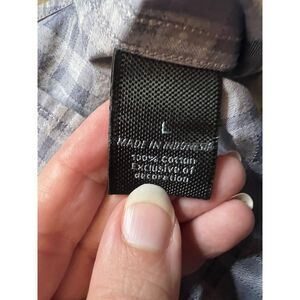 L
MADE IN INDONESIA
100% Cotton
Exclusive of
decoration